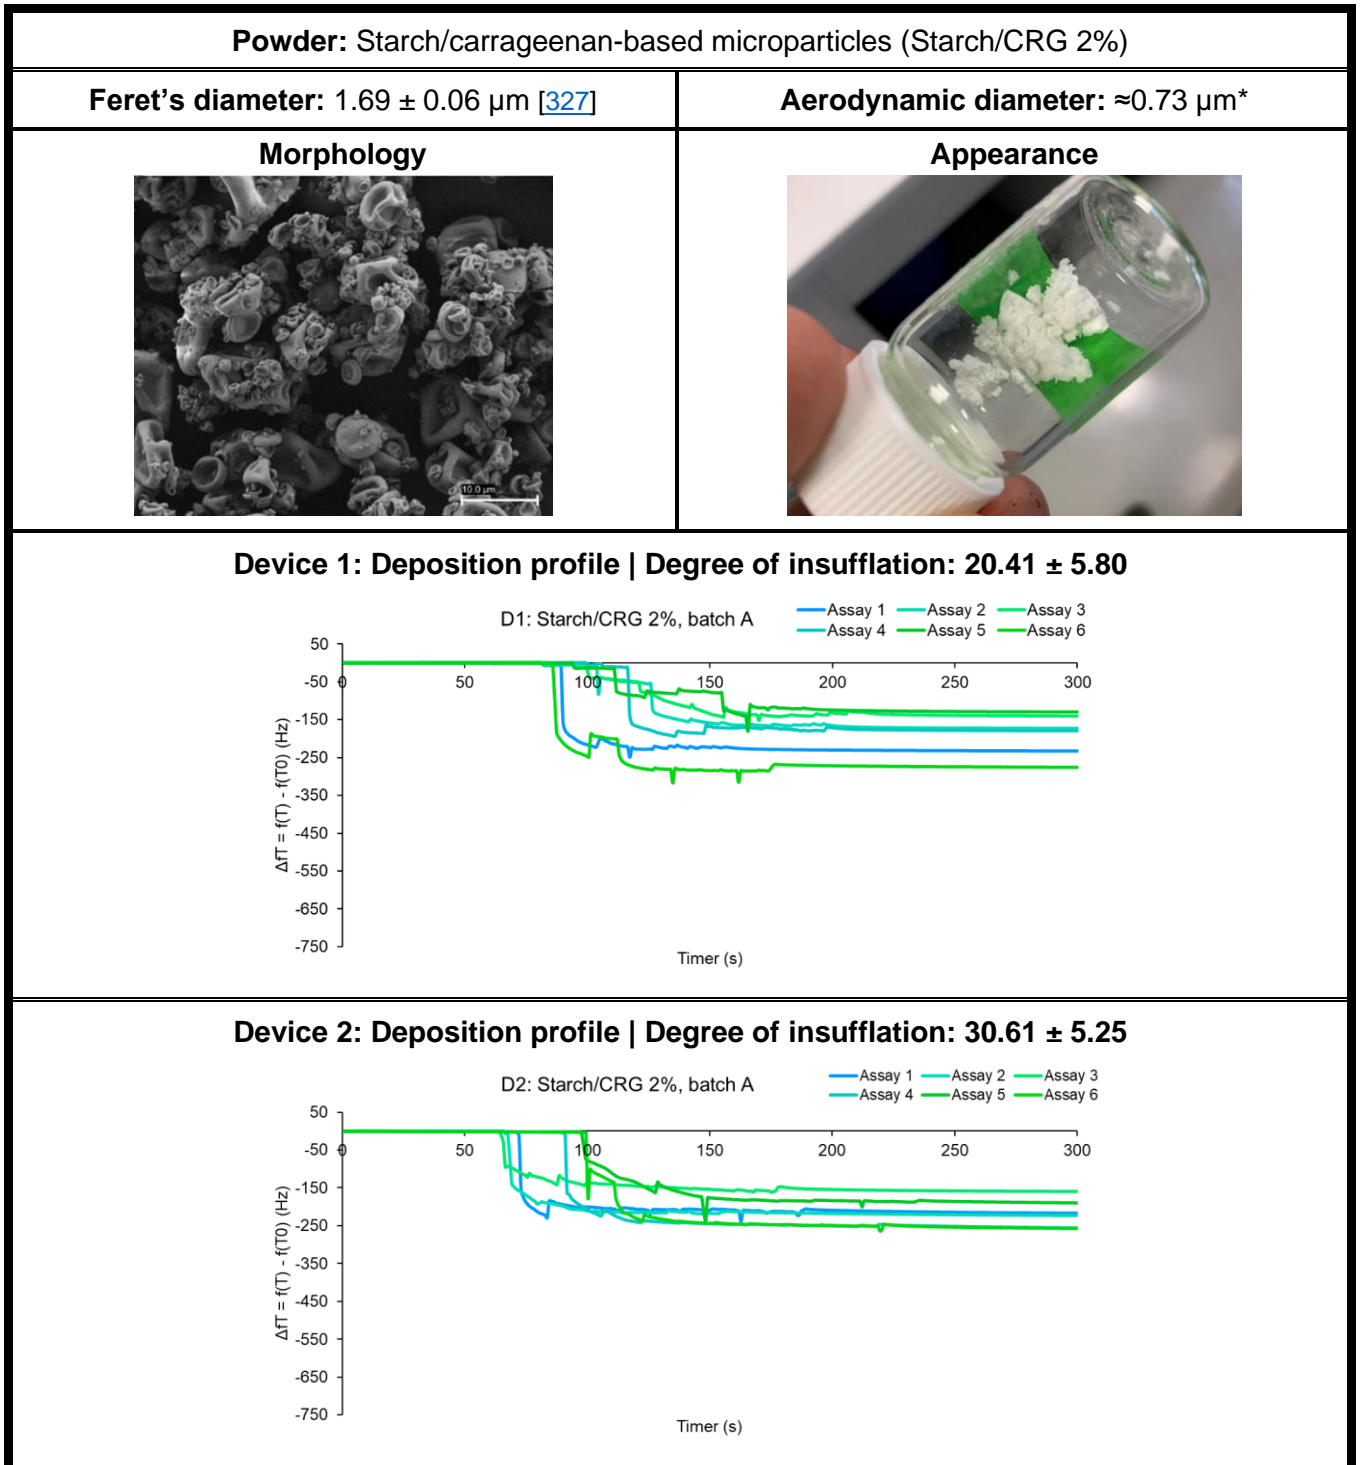 Powder: Starch/carrageenan-based microparticles (Starch/CRG 2%)
Feret's diameter: 1.69 ± 0.06 µm [327]
Aerodynamic diameter: ≈0.73 µm*
Morphology
Appearance
10.0 µm
Device 1: Deposition profile | Degree of insufflation: 20.41 ± 5.80
D1: Starch/CRG 2%, batch A
Assay 1 Assay 2 Assay 3
Assay 4 Assay 5 Assay 6
50
-50
-150
-250
-350
-450
-550
-650
-750
0 50 100 150 200 250 300
ΔfT = f(T) - f(T0) (Hz)
Timer (s)
Device 2: Deposition profile | Degree of insufflation: 30.61 ± 5.25
D2: Starch/CRG 2%, batch A
Assay 1 Assay 2 Assay 3
Assay 4 Assay 5 Assay 6
50
-50
-150
-250
-350
-450
-550
-650
-750
0 50 100 150 200 250 300
ΔfT = f(T) - f(T0) (Hz)
Timer (s)